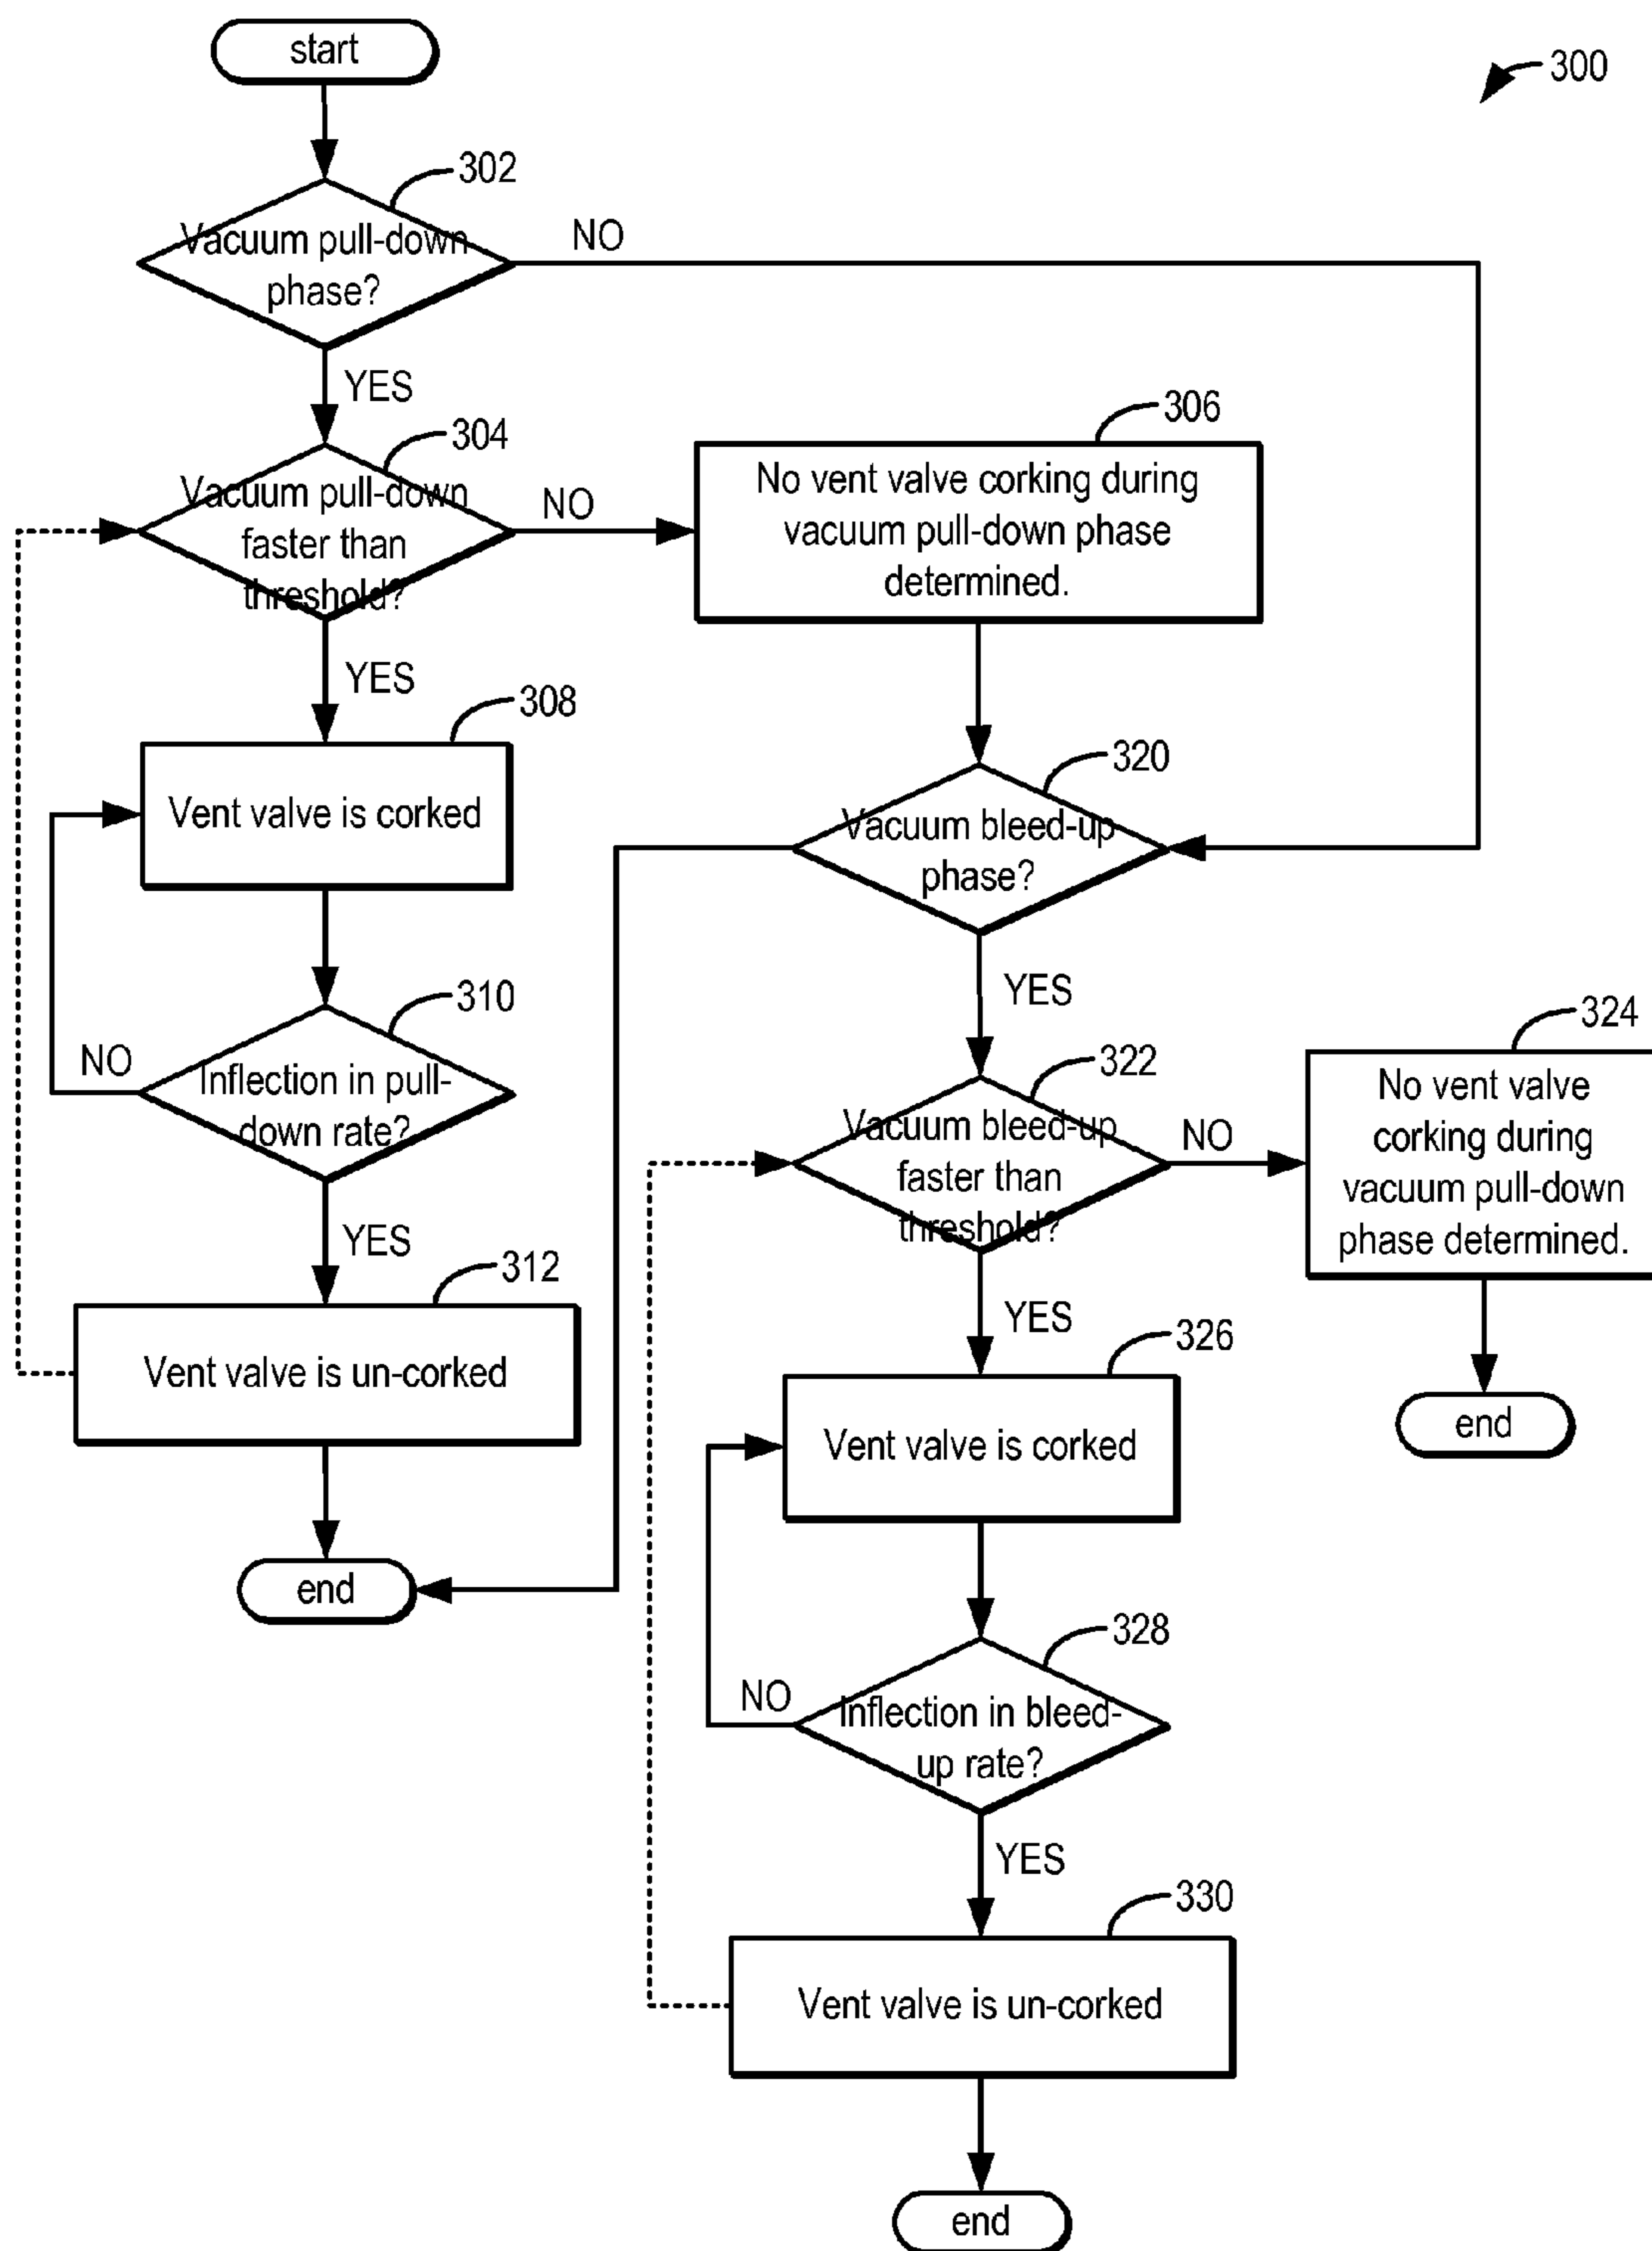 start
300
302
Vacuum pull-down
phase?
NO
YES
304
Vacuum pull-down
faster than
threshold?
NO
306
No vent valve corking during
vacuum pull-down phase
determined.
YES
308
Vent valve is corked
310
Inflection in pull-
down rate?
NO
YES
312
Vent valve is un-corked
end
320
Vacuum bleed-up
phase?
YES
322
Vacuum bleed-up
faster than
threshold?
NO
324
No vent valve
corking during
vacuum pull-down
phase determined.
end
YES
326
Vent valve is corked
328
Inflection in bleed-
up rate?
NO
YES
330
Vent valve is un-corked
end